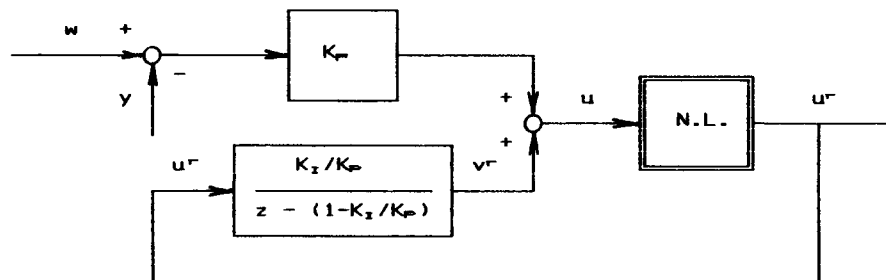 w +
-
y
K_P
+
+
u
N.L.
u^r
u^r
K_I/K_P
z - (1-K_I/K_P)
v^r